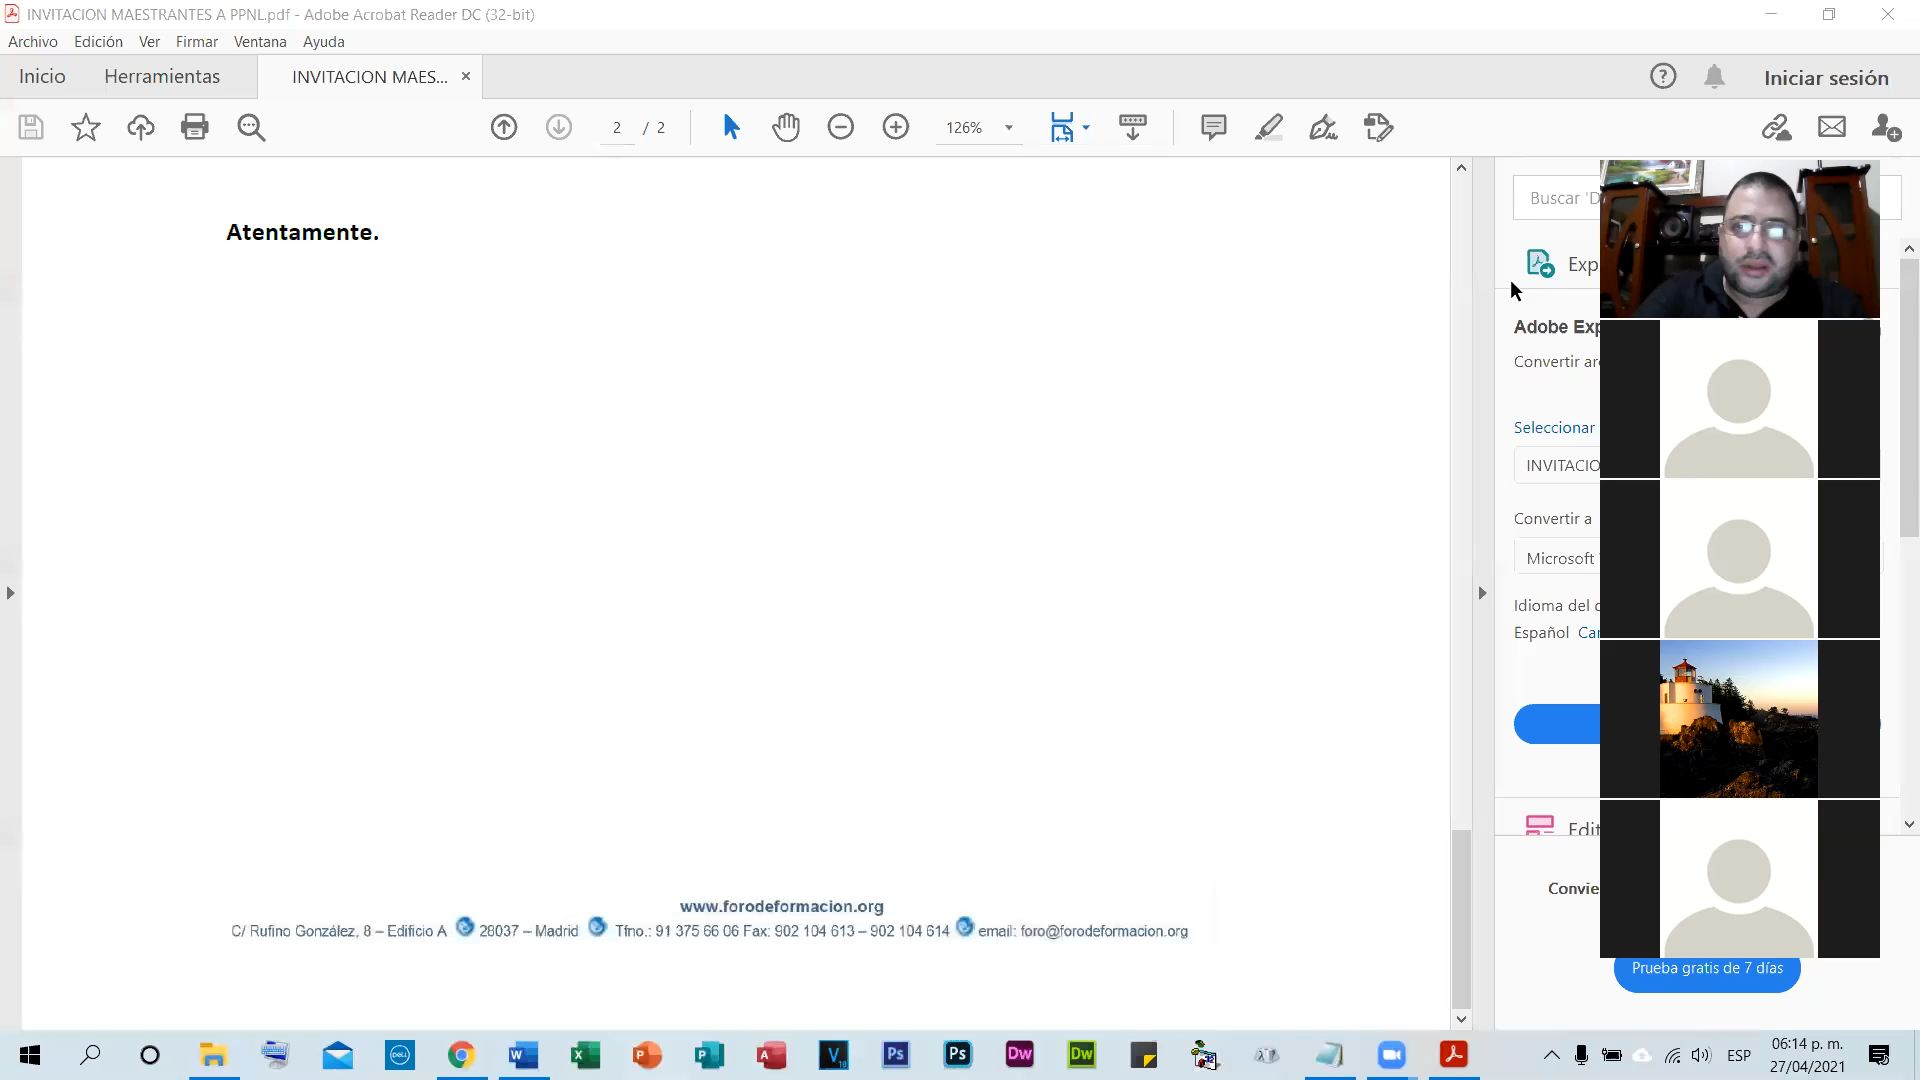 INVITACION MAESTRANTES A PPNL.pdf - Adobe Acrobat Reader DC (32-bit)
Archivo Edición Ver Firmar Ventana Ayuda
Inicio Herramientas INVITACION MAES... × Iniciar sesión
2 / 2 126%
Atentamente.
Buscar 'D
Exp
Adobe Exp
Convertir ar
Seleccionar
INVITACIO
Convertir a
Microsoft
Idioma del d
Español Ca
Edit
Convie
Prueba gratis de 7 días
www.forodeformacion.org
C/ Rufino González, 8 – Edificio A 28037 – Madrid Tfno.: 91 375 66 06 Fax: 902 104 613 – 902 104 614 email: foro@forodeformacion.org
ESP 06:14 p. m.
27/04/2021